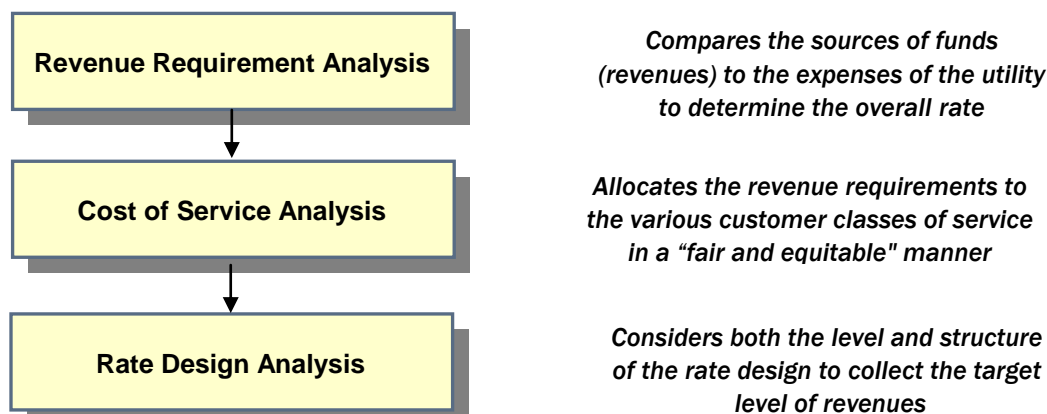 Revenue Requirement Analysis
Compares the sources of funds
(revenues) to the expenses of the utility
to determine the overall rate
Cost of Service Analysis
Allocates the revenue requirements to
the various customer classes of service
in a “fair and equitable" manner
Rate Design Analysis
Considers both the level and structure
of the rate design to collect the target
level of revenues